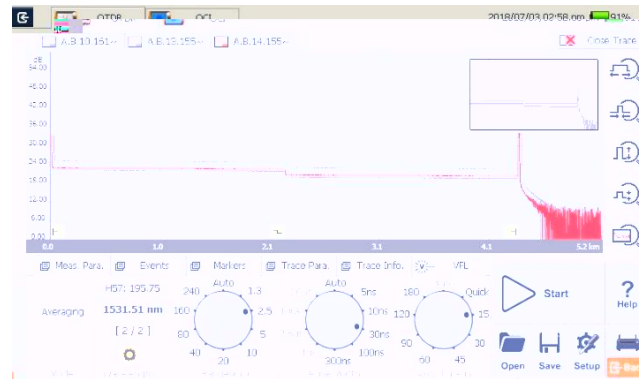 OTDR
2018/07/03 02:58 pm 91%
A.B.10.161~ A.B.13.155~ A.B.14.155~ Close Trace
dB
54.00
48.00
42.00
36.00
30.00
24.00
18.00
12.00
6.00
0.00
0.0 1.0 2.1 3.1 4.1 5.2 km
Meas. Para. Events Markers Trace Para. Trace Info. VFL
Averaging
H57: 195.75
1531.51 nm
[ 2 / 2 ]
Auto 1.3 2.5 5 10 20 40 80 160 240
Auto 5ns 10ns 30ns 100ns 300ns
Quick 15 30 45 60 90 120 180
Start
Help
Open Save Setup